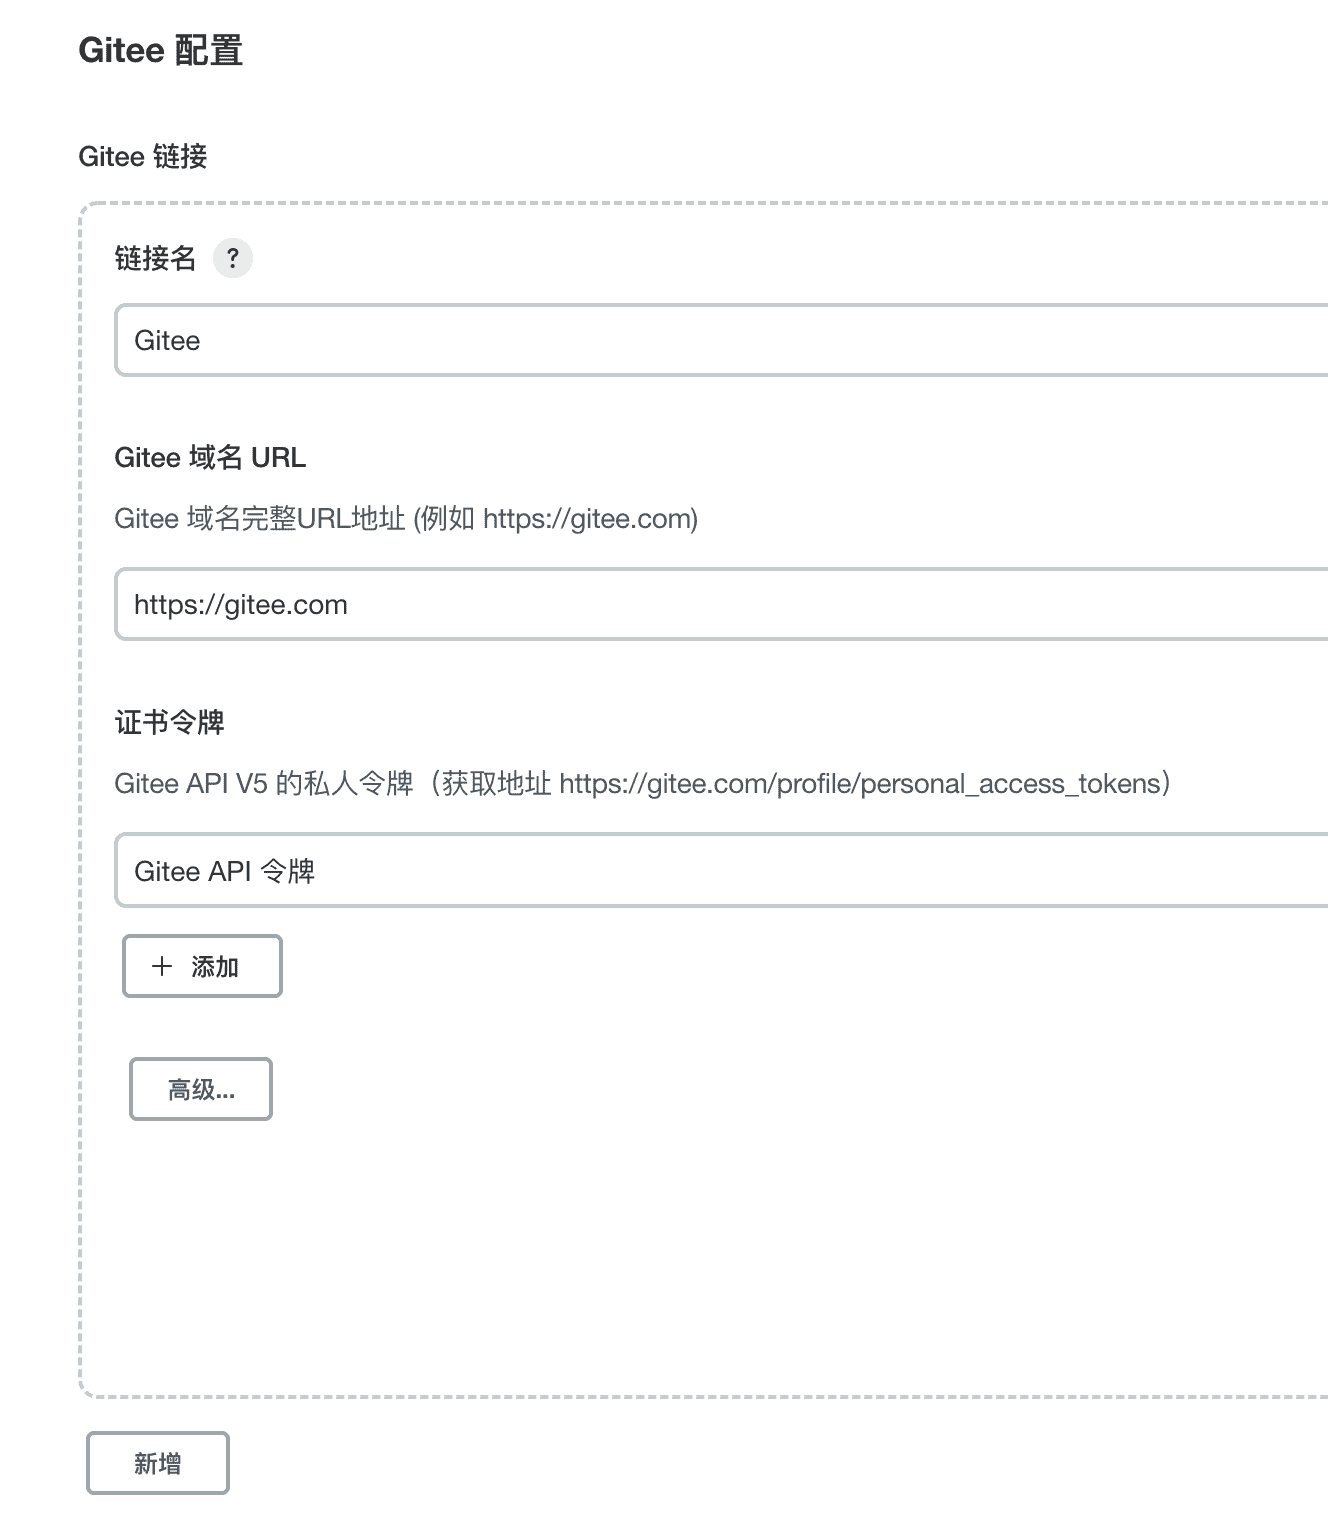 Gitee 配置
Gitee 链接
链接名 ?
Gitee
Gitee 域名 URL
Gitee 域名完整URL地址 (例如 https://gitee.com)
https://gitee.com
证书令牌
Gitee API V5 的私人令牌（获取地址 https://gitee.com/profile/personal_access_tokens）
Gitee API 令牌
+ 添加
高级...
新增